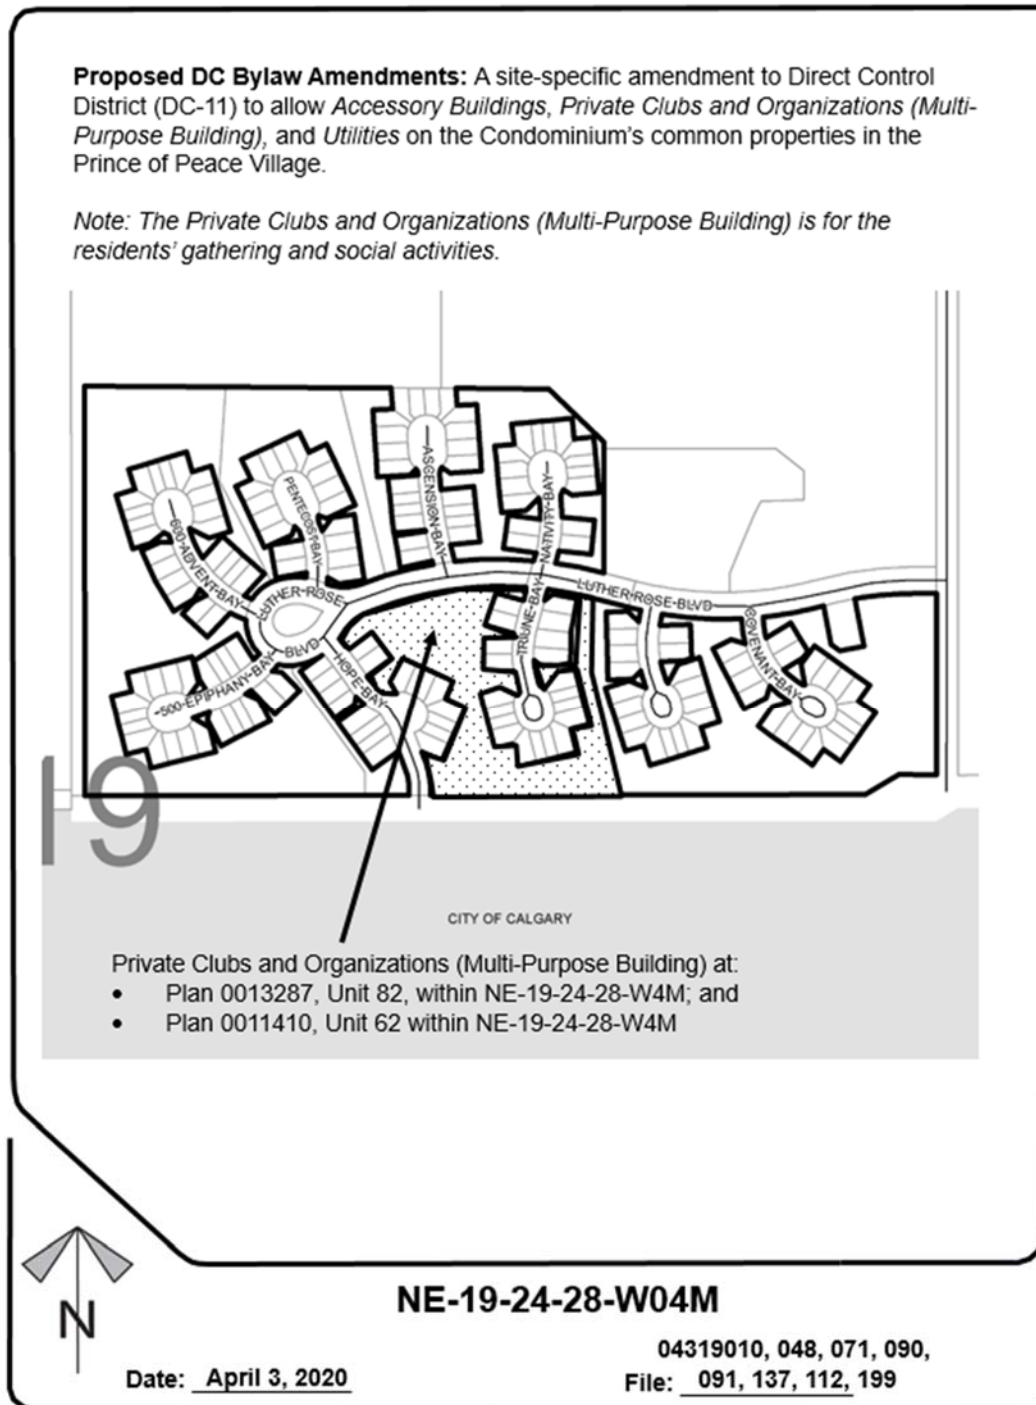 Proposed DC Bylaw Amendments: A site-specific amendment to Direct Control
District (DC-11) to allow Accessory Buildings, Private Clubs and Organizations (Multi-
Purpose Building), and Utilities on the Condominium's common properties in the
Prince of Peace Village.
Note: The Private Clubs and Organizations (Multi-Purpose Building) is for the
residents' gathering and social activities.
ASCENSION BAY
PENTECOST BAY
NATIVITY BAY
600 ADVENT BAY
LUTHER ROSE
BLVD
LUTHER ROSE BLVD
TRIUNE BAY
COVENANT BAY
HOPE BAY
500 EPIPHANY BAY
19
CITY OF CALGARY
Private Clubs and Organizations (Multi-Purpose Building) at:
• Plan 0013287, Unit 82, within NE-19-24-28-W4M; and
• Plan 0011410, Unit 62 within NE-19-24-28-W4M
N
NE-19-24-28-W04M
04319010, 048, 071, 090,
Date: April 3, 2020
File: 091, 137, 112, 199